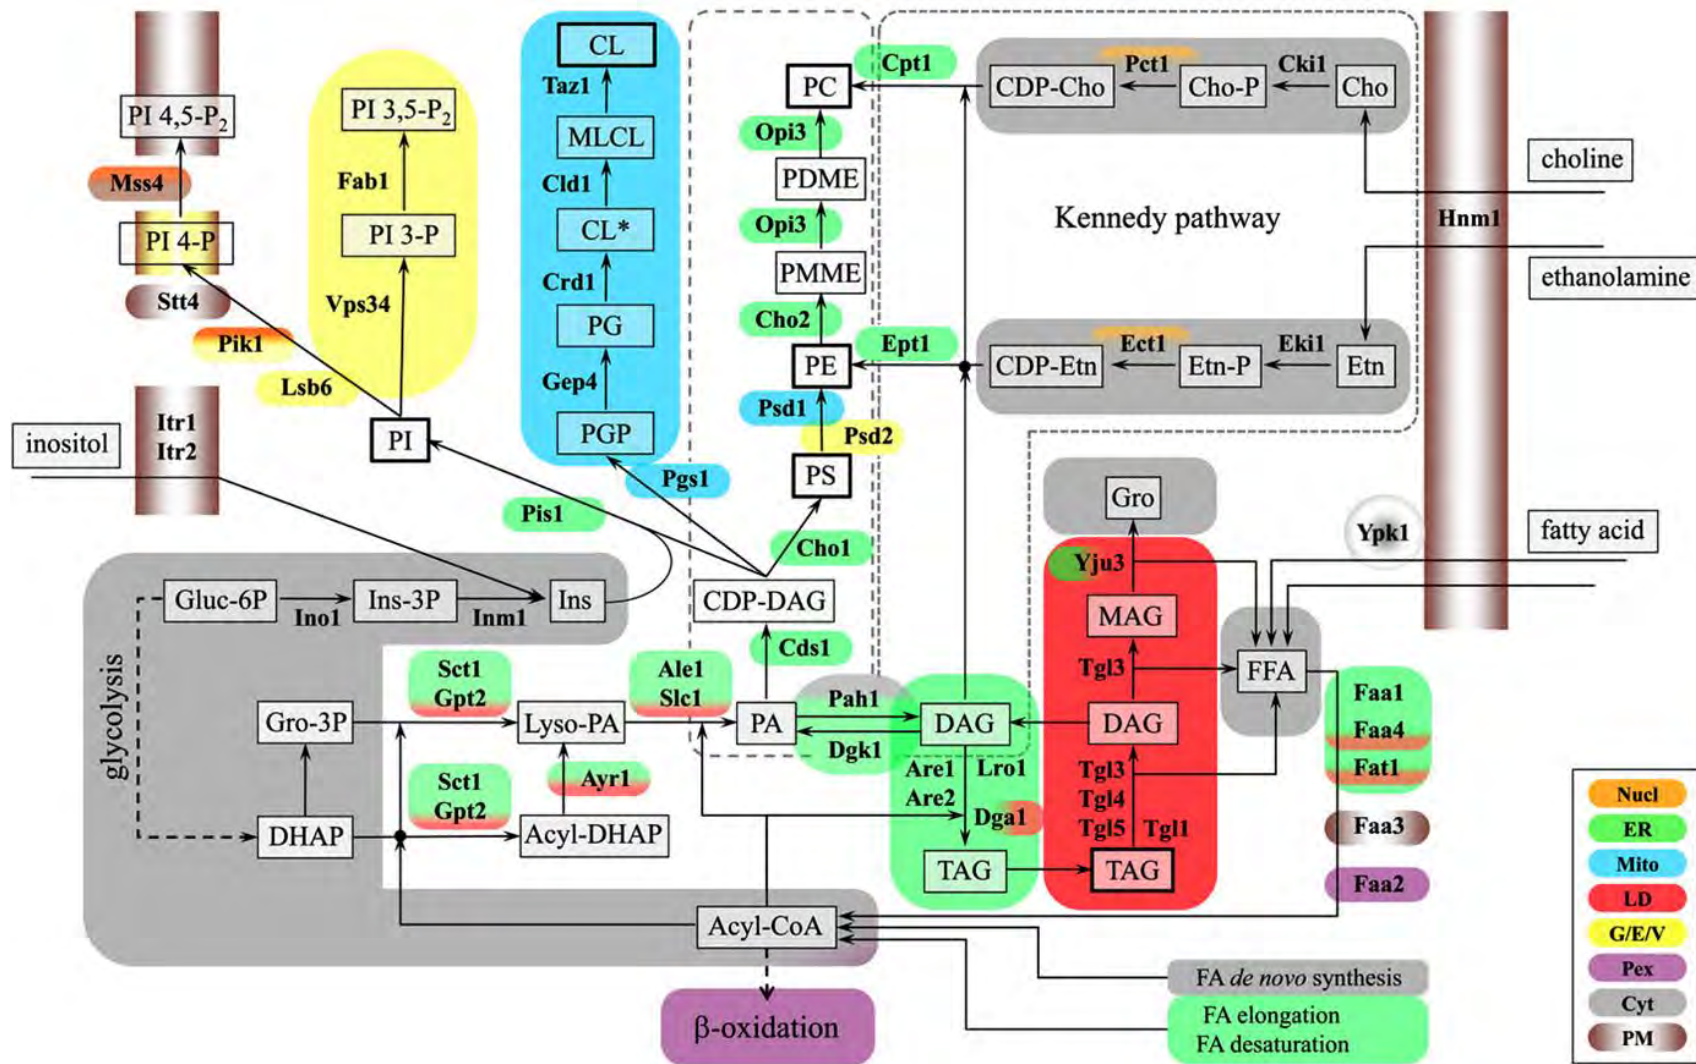 CL
Taz1
MLCL
Cld1
CL*
Crd1
PG
Gep4
PGP
Pgs1
PI 4,5-P2
Mss4
PI 4-P
Stt4
Pik1
Lsb6
PI 3,5-P2
Fab1
PI 3-P
Vps34
PI
inositol
Itr1
Itr2
Pis1
PC
Cpt1
Opi3
PDME
Opi3
PMME
Cho2
PE
Ept1
Psd1
Psd2
PS
Cho1
CDP-DAG
Cds1
CDP-Cho
Pct1
Cho-P
Cki1
Cho
Kennedy pathway
CDP-Etn
Ect1
Etn-P
Eki1
Etn
choline
Hnm1
ethanolamine
Ypk1
fatty acid
Gro
Yju3
MAG
Tgl3
DAG
Tgl3
Tgl4
Tgl5
Tgl1
TAG
FFA
Faa1
Faa4
Fat1
Faa3
Faa2
glycolysis
Gluc-6P
Ino1
Ins-3P
Inm1
Ins
Gro-3P
Sct1
Gpt2
Lyso-PA
Ale1
Slc1
PA
Pah1
Dgk1
DAG
Are1
Are2
Lro1
Dga1
TAG
DHAP
Sct1
Gpt2
Acyl-DHAP
Ayr1
Acyl-CoA
β-oxidation
FA de novo synthesis
FA elongation
FA desaturation
Nucl
ER
Mito
LD
G/E/V
Pex
Cyt
PM